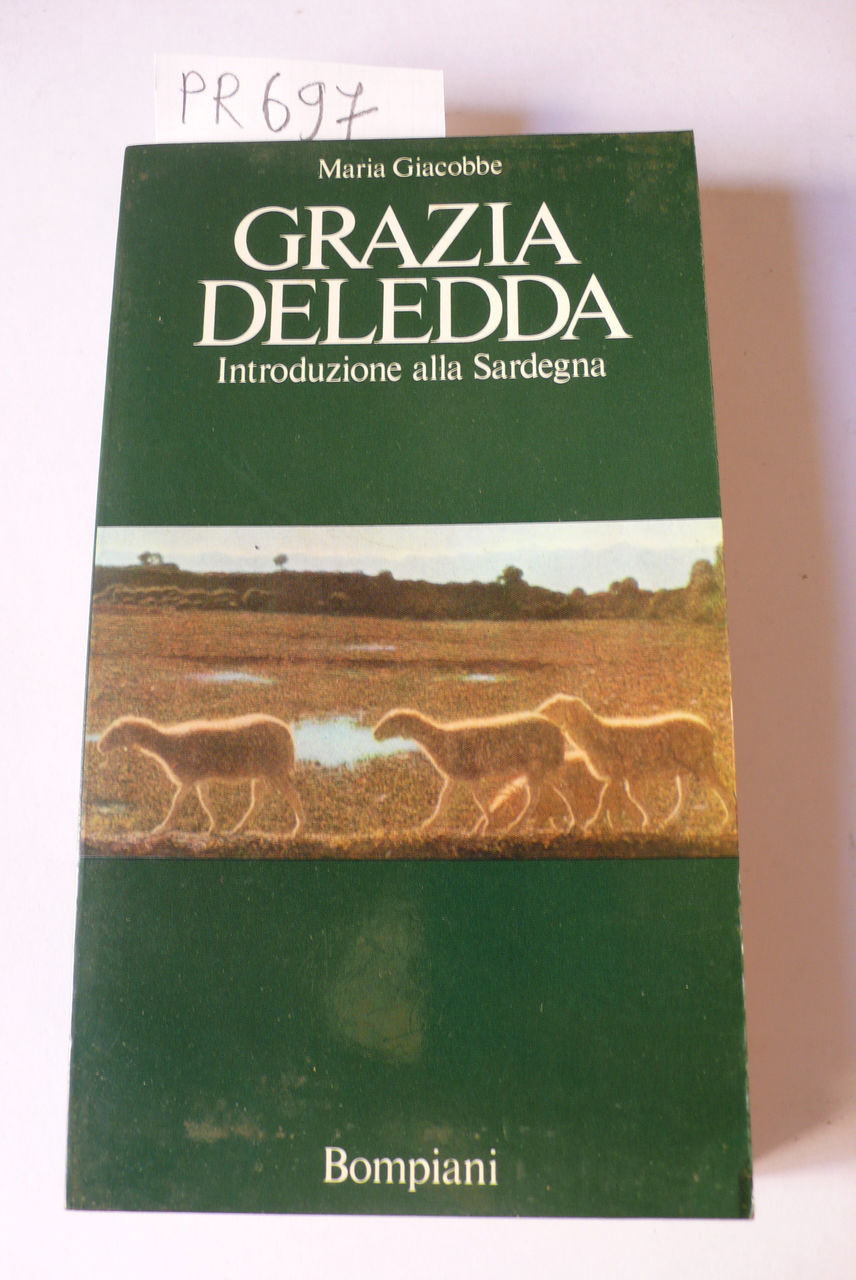 PR697
Maria Giacobbe
GRAZIA
DELEDDA
Introduzione alla Sardegna
Bompiani